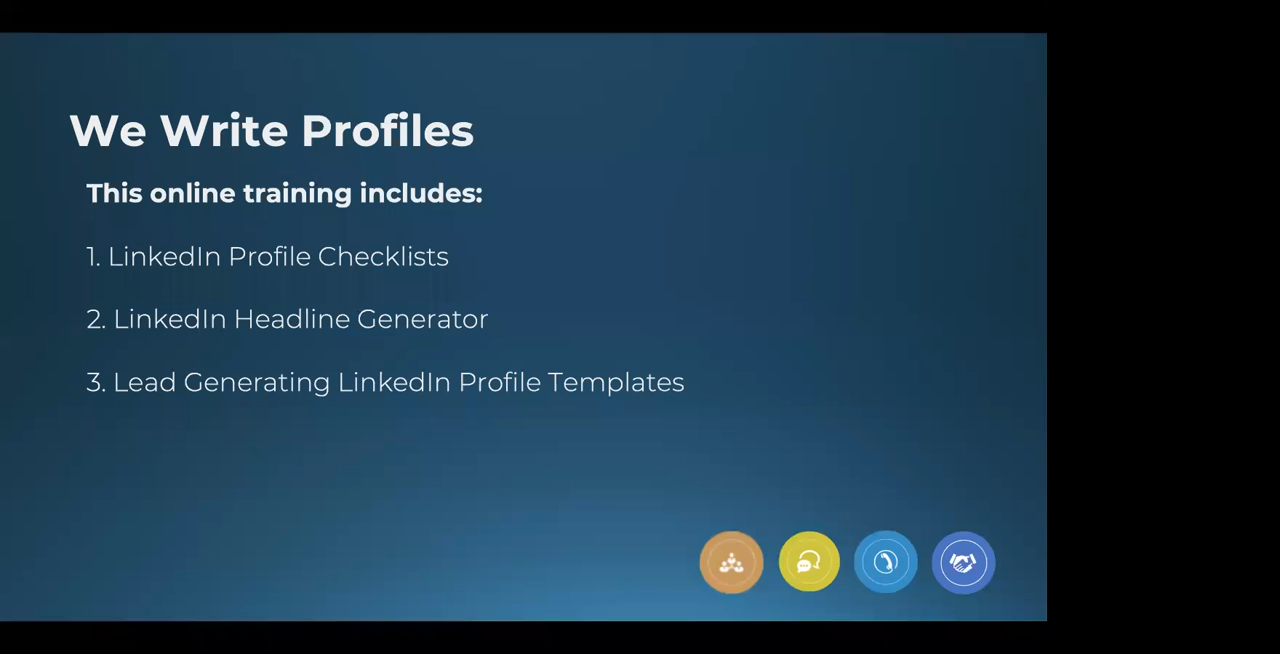 We Write Profiles
This online training includes:
1. LinkedIn Profile Checklists
2. LinkedIn Headline Generator
3. Lead Generating LinkedIn Profile Templates